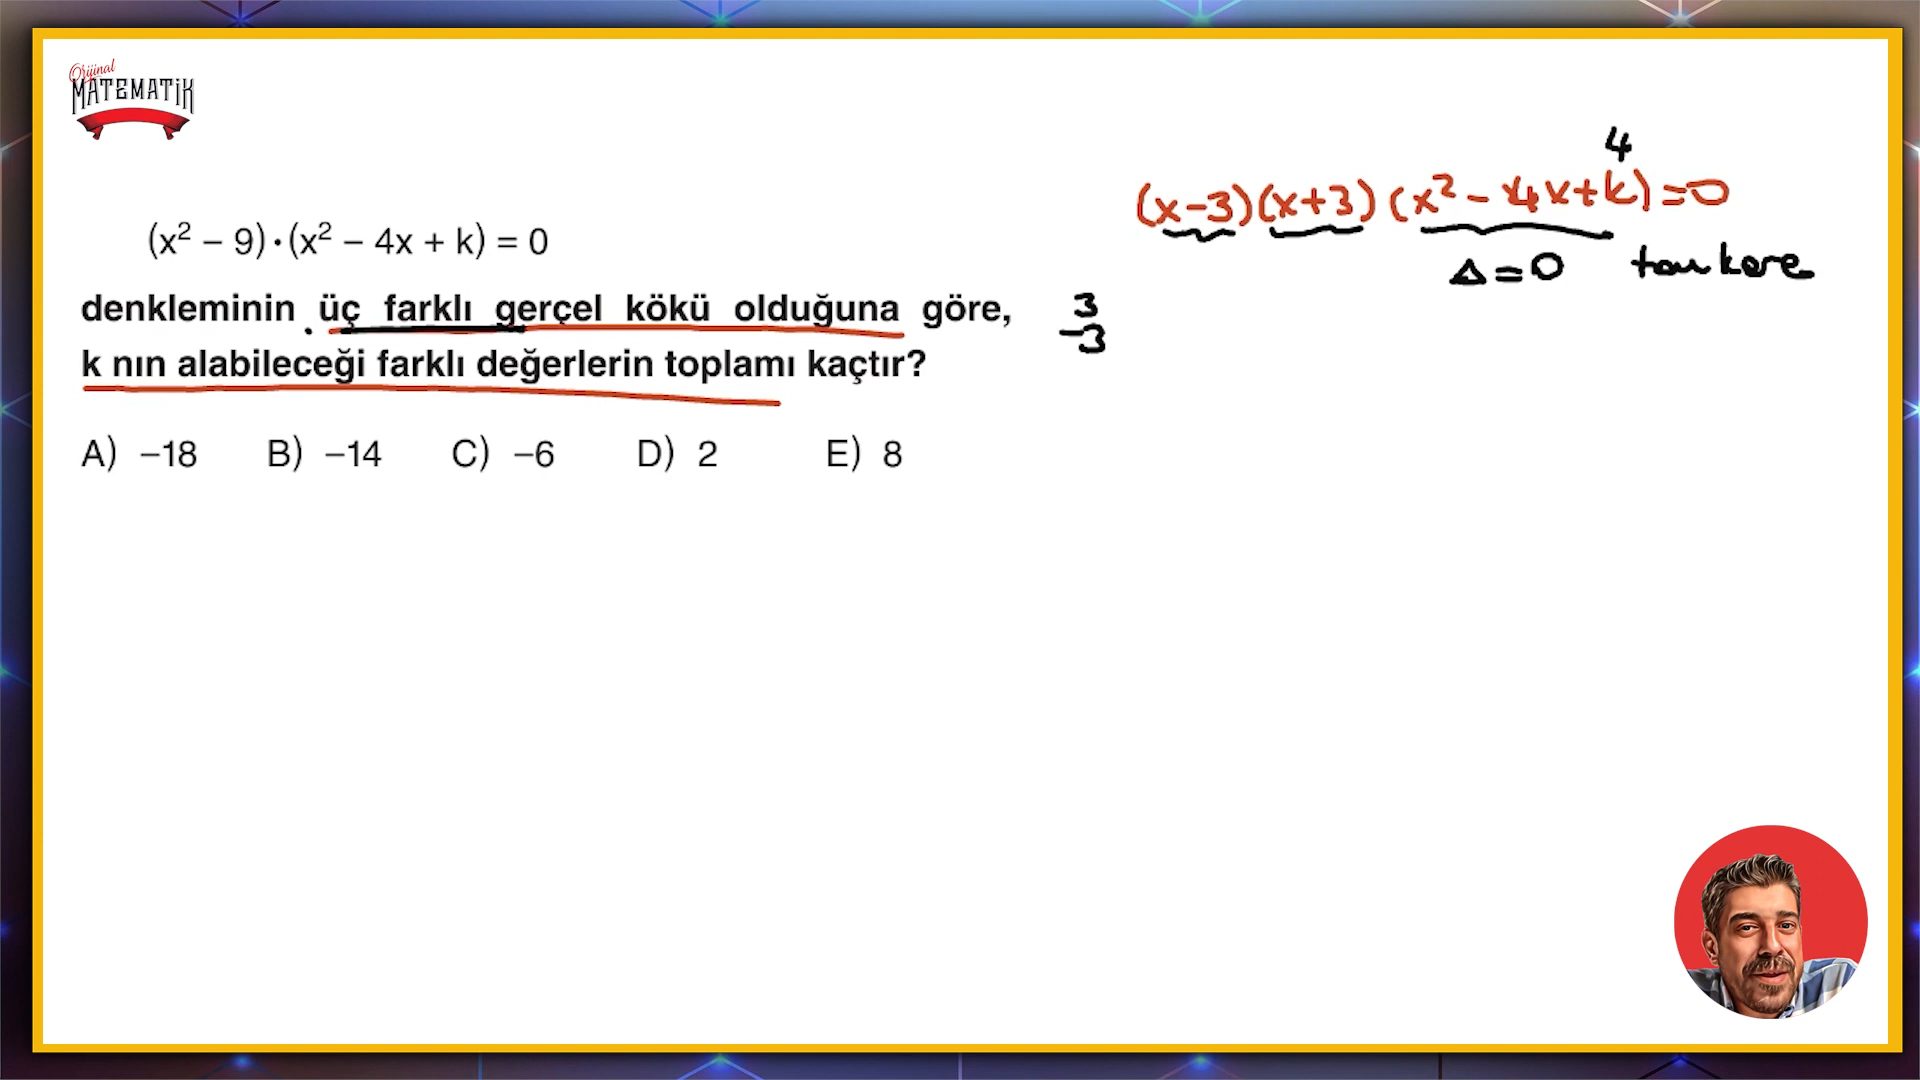 Orijinal
MATEMATİK
(x² – 9)·(x² – 4x + k) = 0
denkleminin üç farklı gerçel kökü olduğuna göre,
k nın alabileceği farklı değerlerin toplamı kaçtır?
A) –18 B) –14 C) –6 D) 2 E) 8
4
(x-3)(x+3)(x²-4x+k)=0
Δ=0 tam kare
3
-3